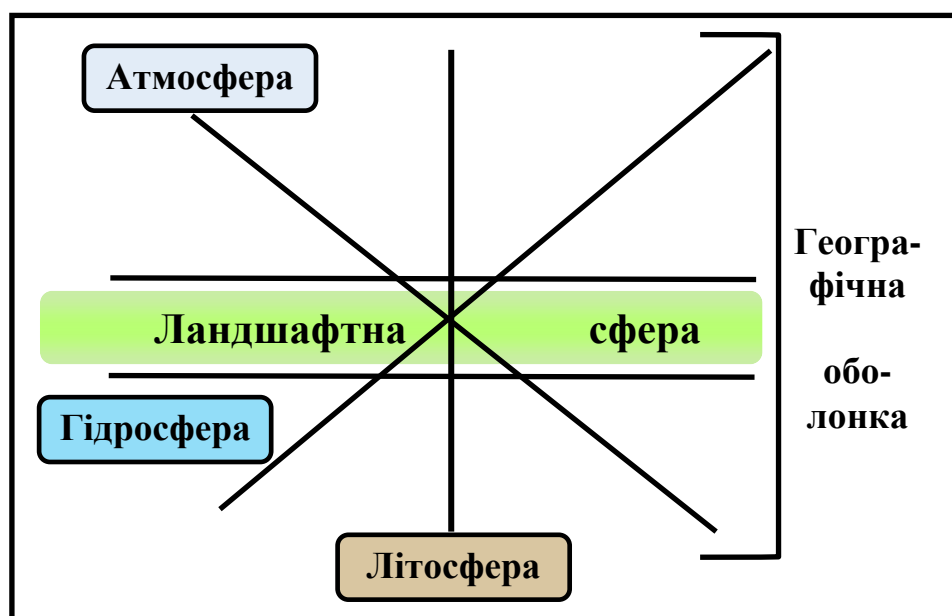 Атмосфера
Геогра-
фічна
Ландшафтна сфера
обо-
лонка
Гідросфера
Літосфера